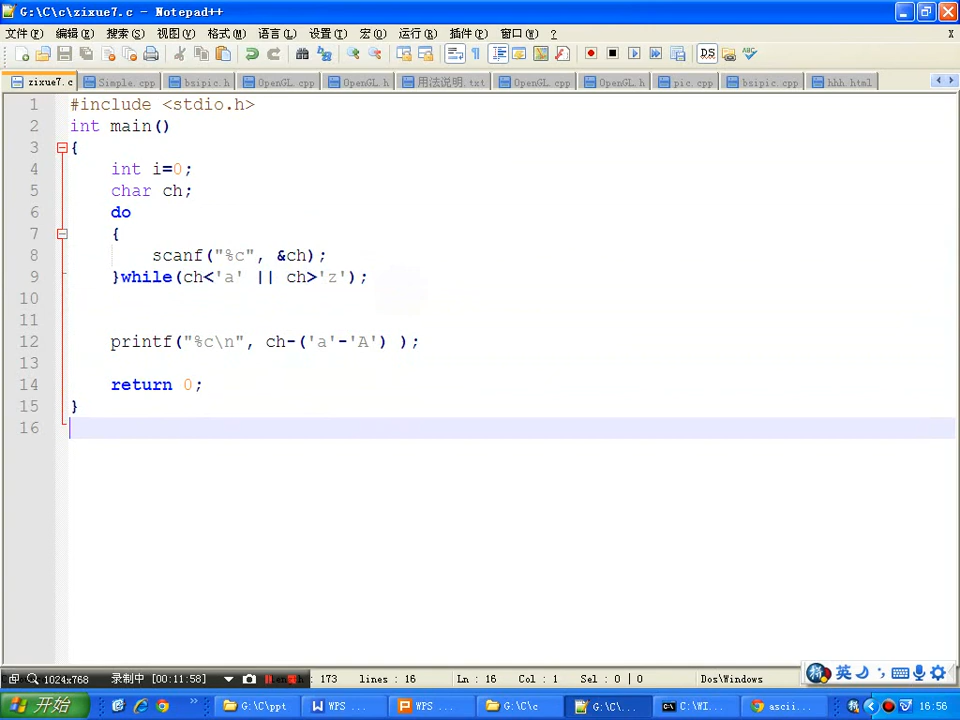 G:\C\c\zixue7.c - Notepad++
文件(F) 编辑(E) 搜索(S) 视图(V) 格式(M) 语言(L) 设置(T) 宏(O) 运行(R) 插件(P) 窗口(W) ? X
zixue7.c Simple.cpp bsipic.h OpenGL.cpp OpenGL.h 用法说明.txt OpenGL.cpp OpenGL.h pic.cpp bsipic.cpp hhh.html
1 #include <stdio.h>
2 int main()
3 {
4 int i=0;
5 char ch;
6 do
7 {
8 scanf("%c", &ch);
9 }while(ch<'a' || ch>'z');
10
11
12 printf("%c\n", ch-('a'-'A') );
13
14 return 0;
15 }
16
1024x768 录制中 [00:11:58] : 173 lines : 16 Ln : 16 Col : 1 Sel : 0 | 0 Dos\Windows 英
开始 G:\C\ppt WPS ... WPS ... G:\C\c G:\C\... C:\WI... ascii... 16:56